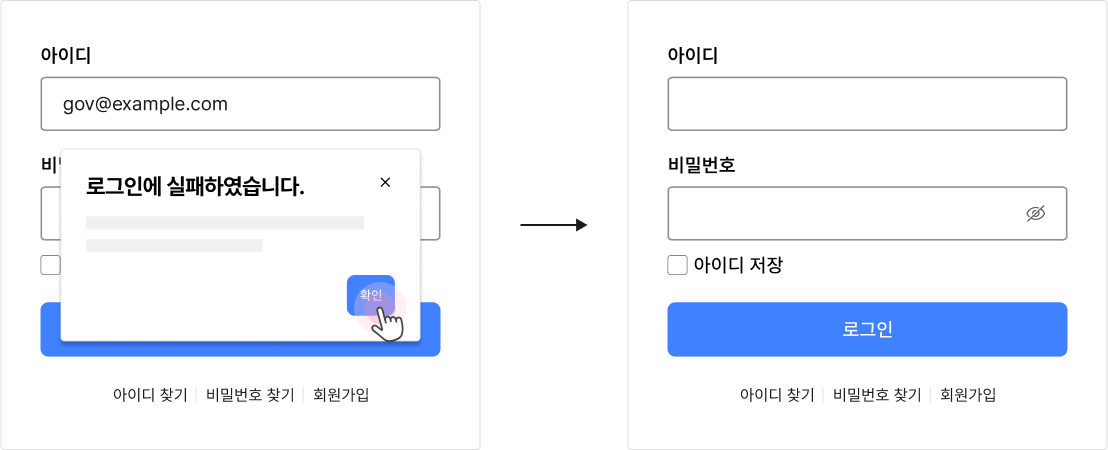 아이디
gov@example.com
로그인에 실패하였습니다.
확인
아이디 찾기
비밀번호 찾기
회원가입
아이디
비밀번호
아이디 저장
로그인
아이디 찾기
비밀번호 찾기
회원가입